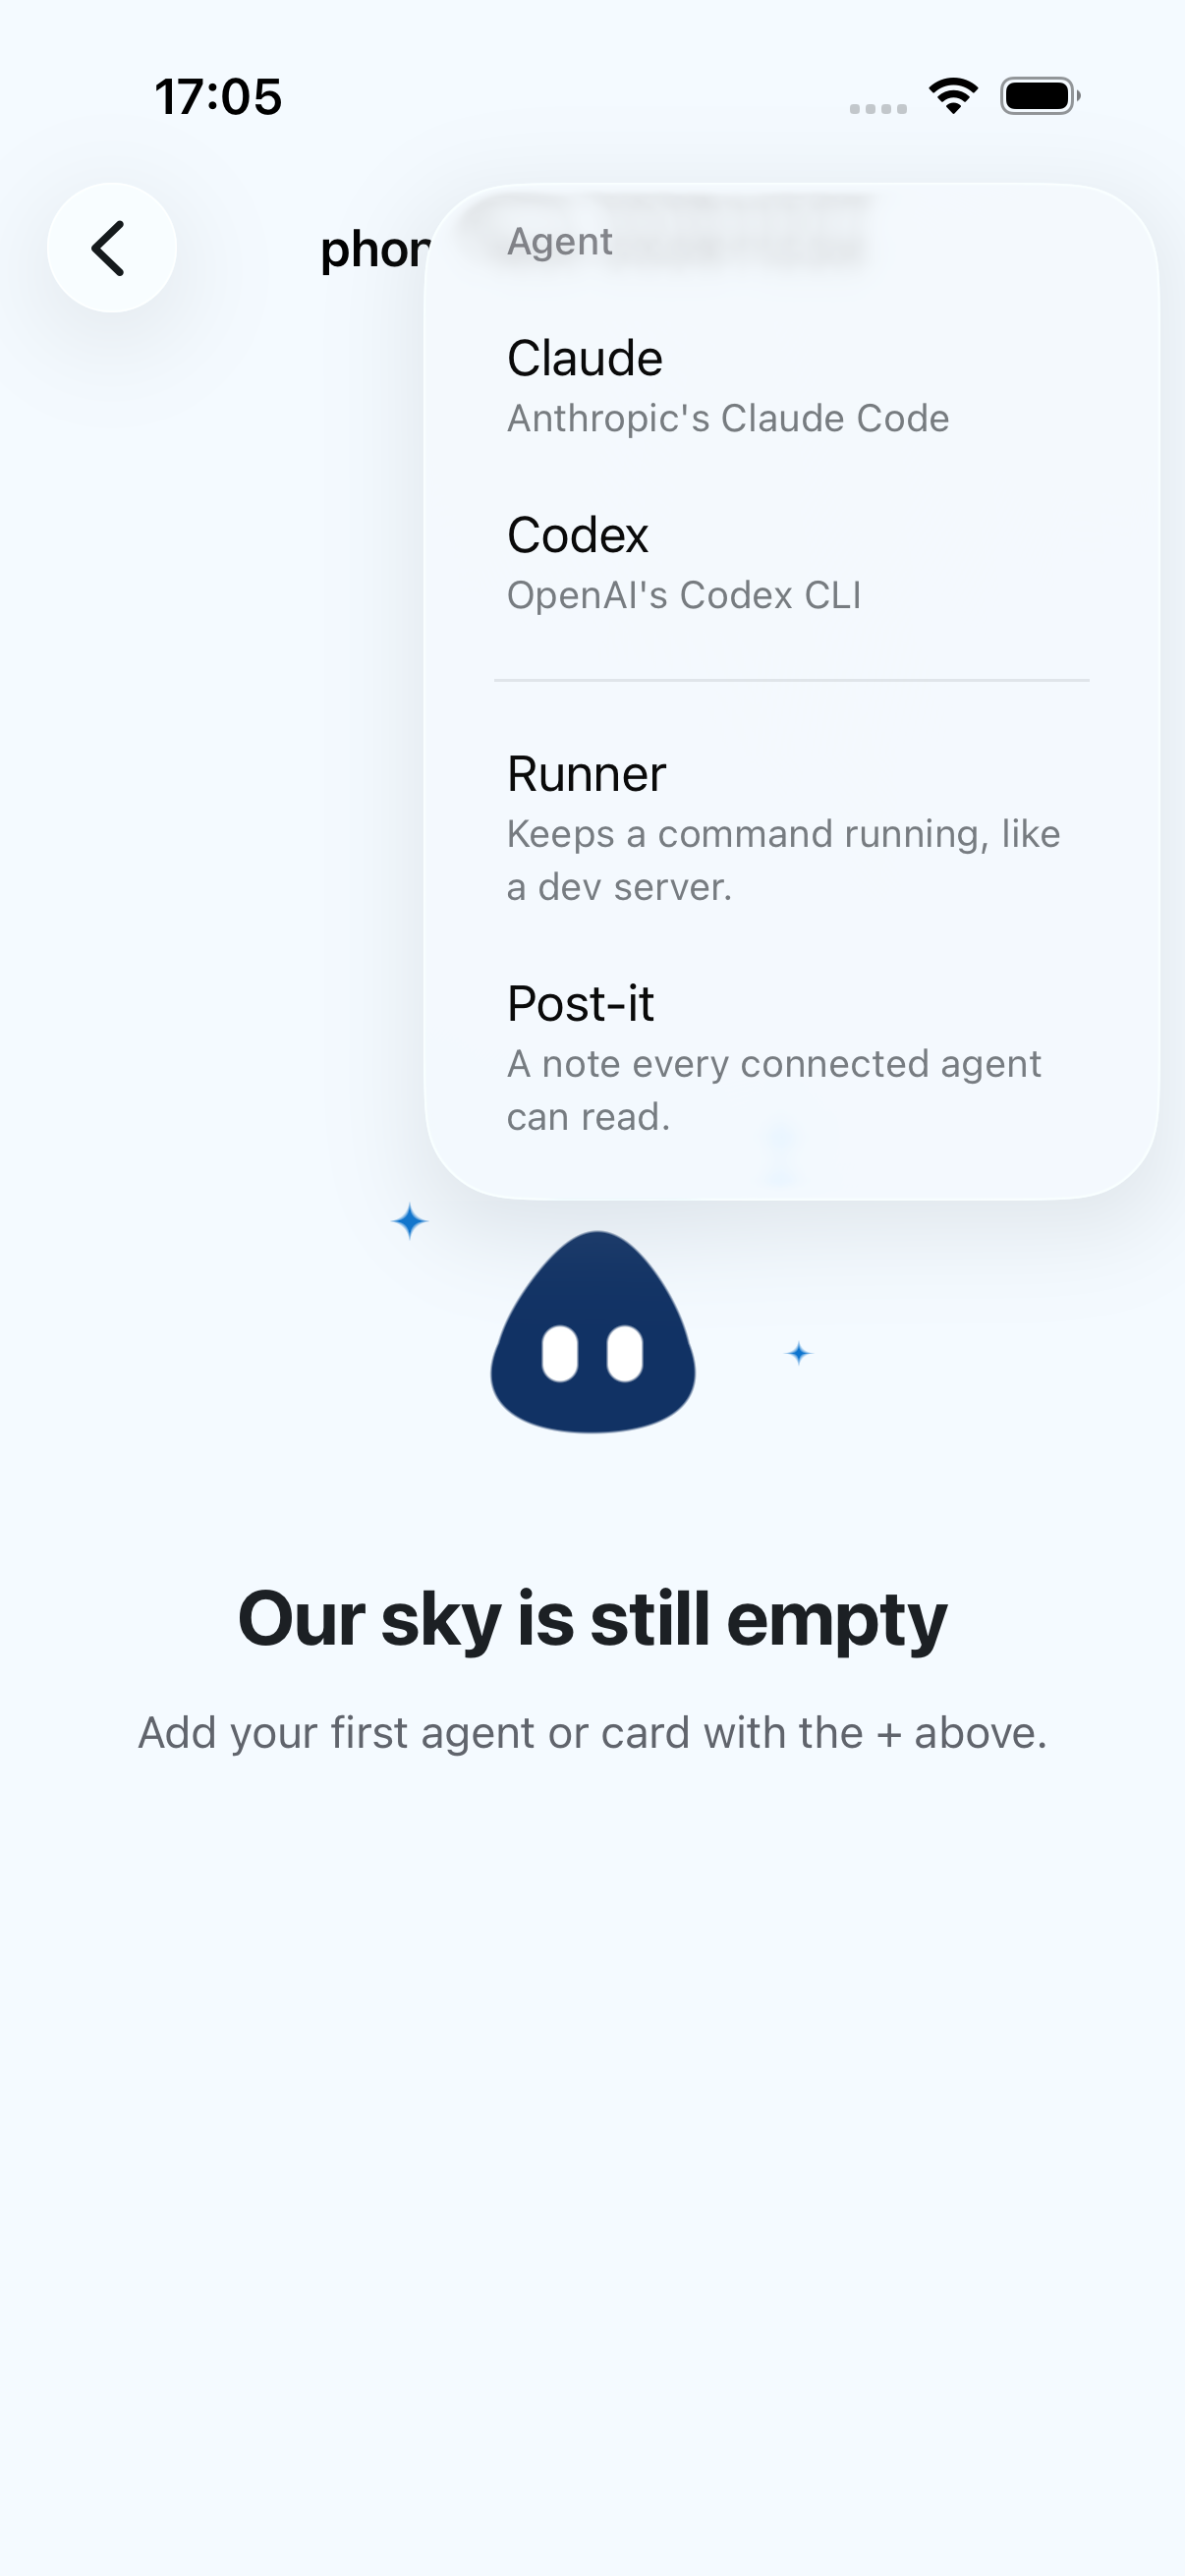 17:05
Agent
Claude
Anthropic's Claude Code
Codex
OpenAI's Codex CLI
Runner
Keeps a command running, like
a dev server.
Post-it
A note every connected agent
can read.
Our sky is still empty
Add your first agent or card with the + above.